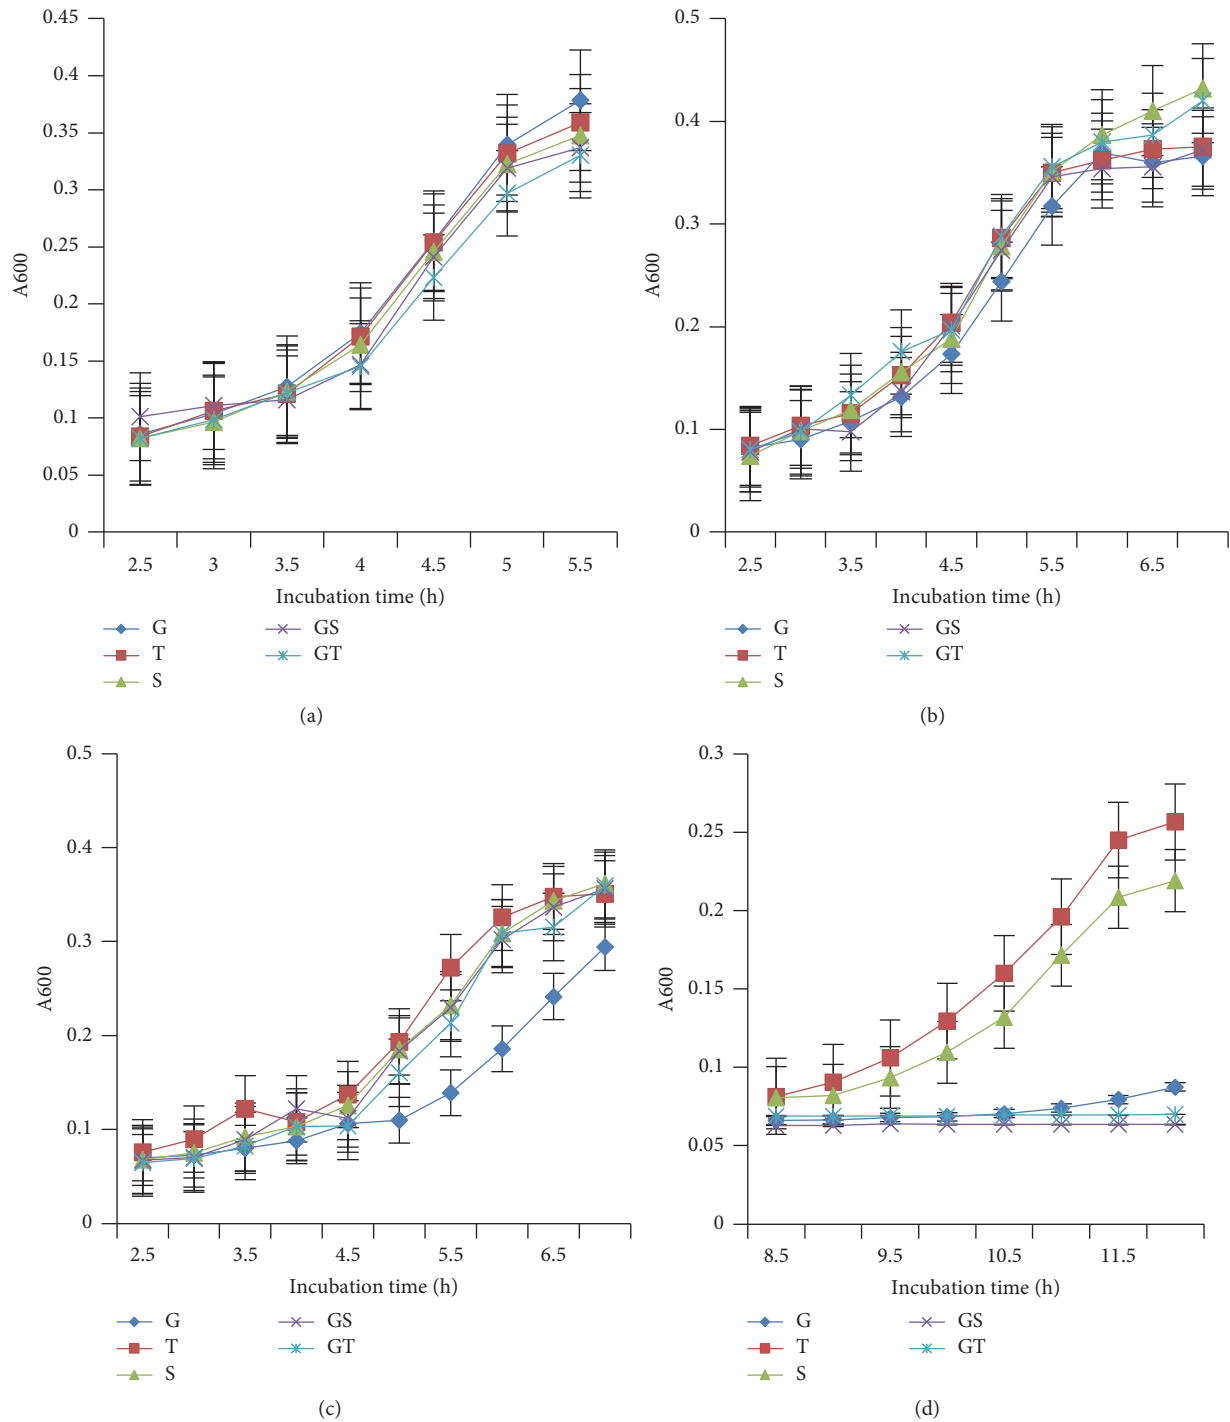 0.45
0.4
0.35
0.3
0.25
0.2
0.15
0.1
0.05
0
A600
2.5 3 3.5 4 4.5 5 5.5
Incubation time (h)
G GS
T GT
S
(a)
0.5
0.4
0.3
0.2
0.1
0
A600
2.5 3.5 4.5 5.5 6.5
Incubation time (h)
G GS
T GT
S
(b)
0.5
0.4
0.3
0.2
0.1
0
A600
2.5 3.5 4.5 5.5 6.5
Incubation time (h)
G GS
T GT
S
(c)
0.3
0.25
0.2
0.15
0.1
0.05
0
A600
8.5 9.5 10.5 11.5
Incubation time (h)
G GS
T GT
S
(d)